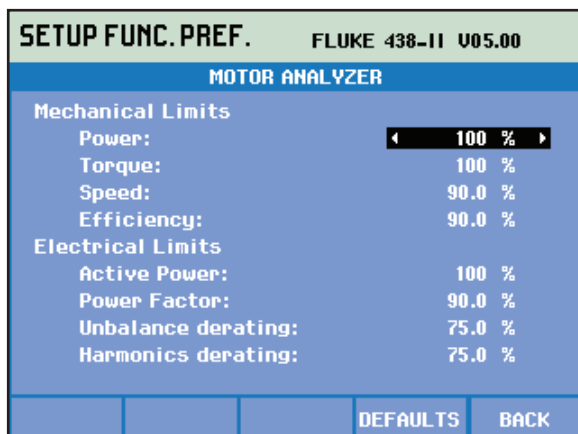 SETUP FUNC. PREF. FLUKE 438-II V05.00
MOTOR ANALYZER
Mechanical Limits
Power: 100 %
Torque: 100 %
Speed: 90.0 %
Efficiency: 90.0 %
Electrical Limits
Active Power: 100 %
Power Factor: 90.0 %
Unbalance derating: 75.0 %
Harmonics derating: 75.0 %
DEFAULTS BACK